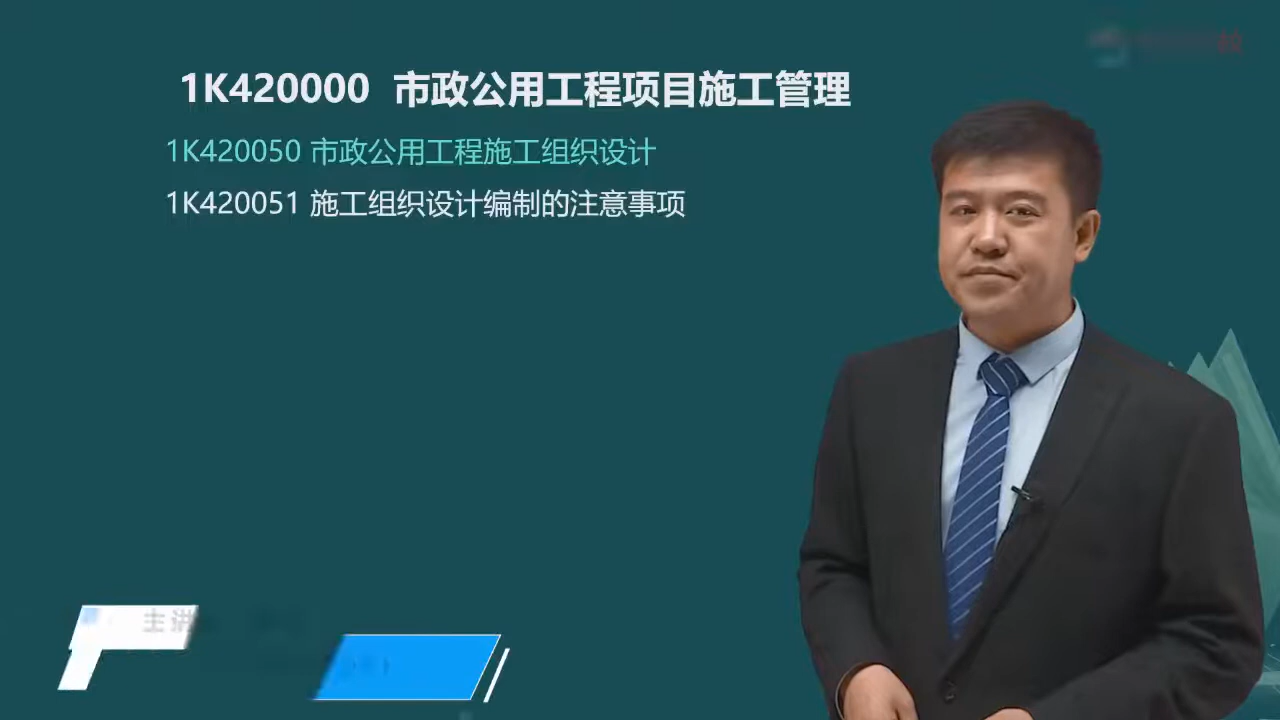 1K420000 市政公用工程项目施工管理
1K420050 市政公用工程施工组织设计
1K420051 施工组织设计编制的注意事项
主讲